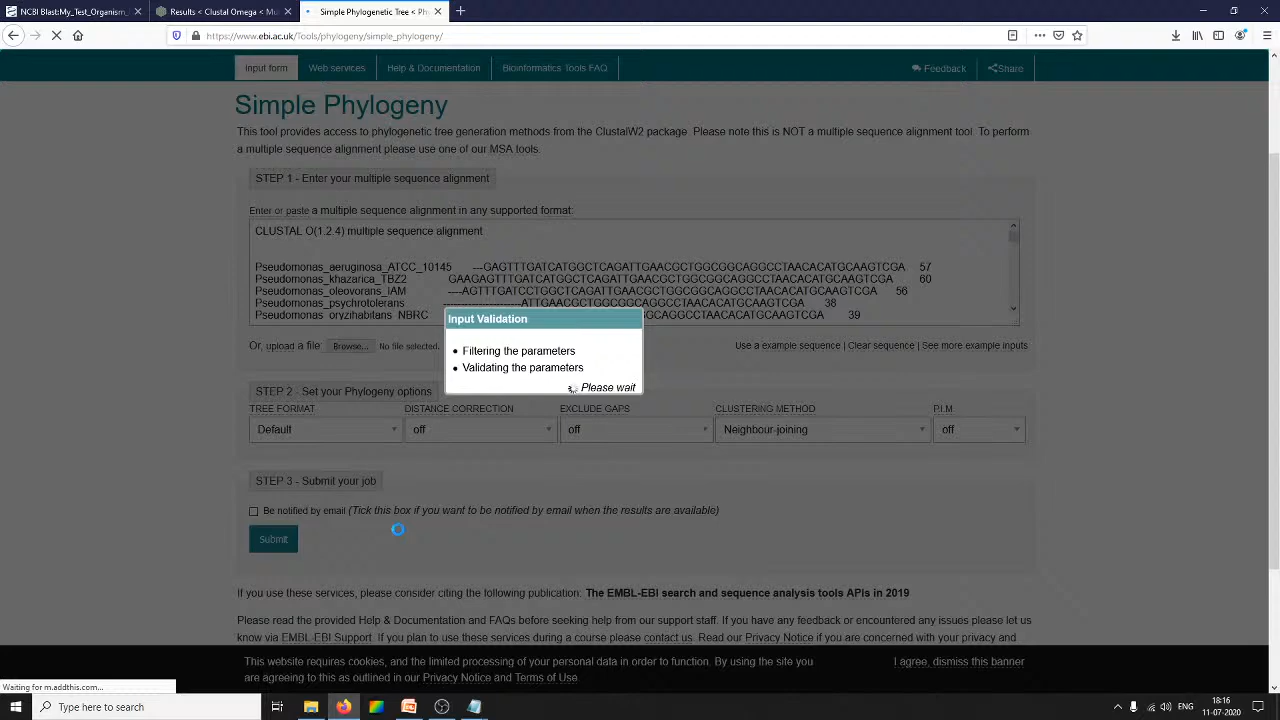 NCBI Blast:My_Test_Organism_
Results < Clustal Omega < Mu
Simple Phylogenetic Tree < Phy
https://www.ebi.ac.uk/Tools/phylogeny/simple_phylogeny/
Input form
Web services
Help & Documentation
Bioinformatics Tools FAQ
Feedback
Share
Simple Phylogeny
This tool provides access to phylogenetic tree generation methods from the ClustalW2 package. Please note this is NOT a multiple sequence alignment tool. To perform
a multiple sequence alignment please use one of our MSA tools.
STEP 1 - Enter your multiple sequence alignment
Enter or paste a multiple sequence alignment in any supported format:
CLUSTAL O(1.2.4) multiple sequence alignment
Pseudomonas_aeruginosa_ATCC_10145 ---GAGTTTGATCATGGCTCAGATTGAACGCTGGCGGCAGGCCTAACACATGCAAGTCGA 57
Pseudomonas_khazarica_TBZ2 GAAGAGTTTGATCATGGCTCAGATTGAACGCTGGCGGCAGGCCTAACACATGCAAGTCGA 60
Pseudomonas_oleovorans_IAM ----AGTTTGATCCTGGCTCAGATTGAACGCTGGCGGCAGGCCTAACACATGCAAGTCGA 56
Pseudomonas_psychrotolerans ----------------------ATTGAACGCTGGCGGCAGGCCTAACACATGCAAGTCGA 38
Pseudomonas_oryzihabitans_NBRC GCAGGCCTAACACATGCAAGTCGA 39
Or, upload a file: Browse... No file selected. Use a example sequence | Clear sequence | See more example inputs
Input Validation
Filtering the parameters
Validating the parameters
Please wait
STEP 2 - Set your Phylogeny options
TREE FORMAT DISTANCE CORRECTION EXCLUDE GAPS CLUSTERING METHOD P.I.M.
Default off off Neighbour-joining off
STEP 3 - Submit your job
Be notified by email (Tick this box if you want to be notified by email when the results are available)
Submit
If you use these services, please consider citing the following publication: The EMBL-EBI search and sequence analysis tools APIs in 2019
Please read the provided Help & Documentation and FAQs before seeking help from our support staff. If you have any feedback or encountered any issues please let us
know via EMBL-EBI Support. If you plan to use these services during a course please contact us. Read our Privacy Notice if you are concerned with your privacy and
This website requires cookies, and the limited processing of your personal data in order to function. By using the site you
are agreeing to this as outlined in our Privacy Notice and Terms of Use.
I agree, dismiss this banner
Waiting for m.addthis.com...
Type here to search
ENG
18:16
11-07-2020